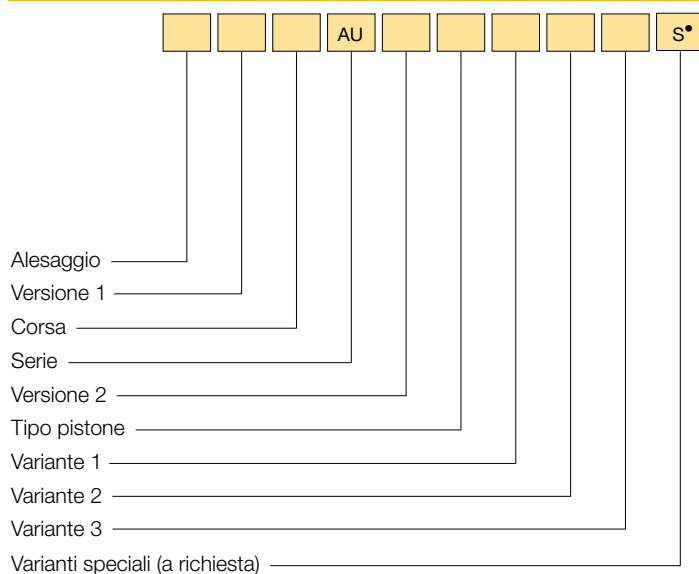 AU S•
Alesaggio
Versione 1
Corsa
Serie
Versione 2
Tipo pistone
Variante 1
Variante 2
Variante 3
Varianti speciali (a richiesta)